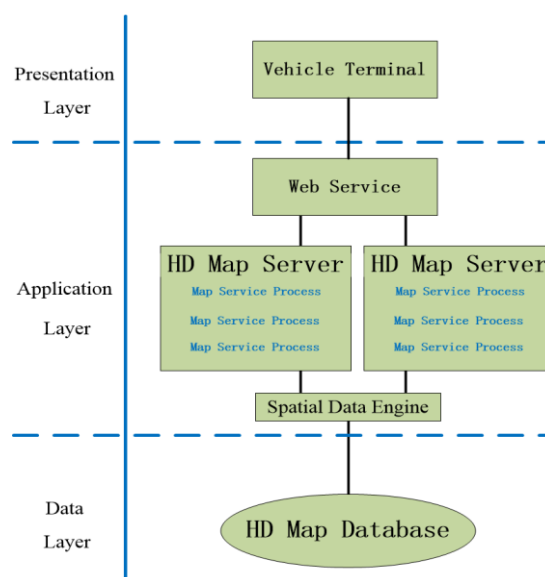 Presentation
Layer
Vehicle Terminal
Web Service
Application
Layer
HD Map Server
Map Service Process
Map Service Process
Map Service Process
HD Map Server
Map Service Process
Map Service Process
Map Service Process
Spatial Data Engine
Data
Layer
HD Map Database